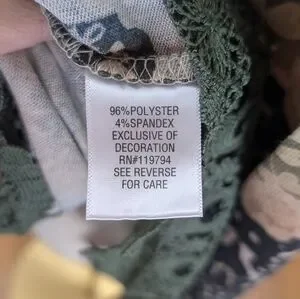 96%POLYSTER
4%SPANDEX
EXCLUSIVE OF
DECORATION
RN#119794
SEE REVERSE
FOR CARE